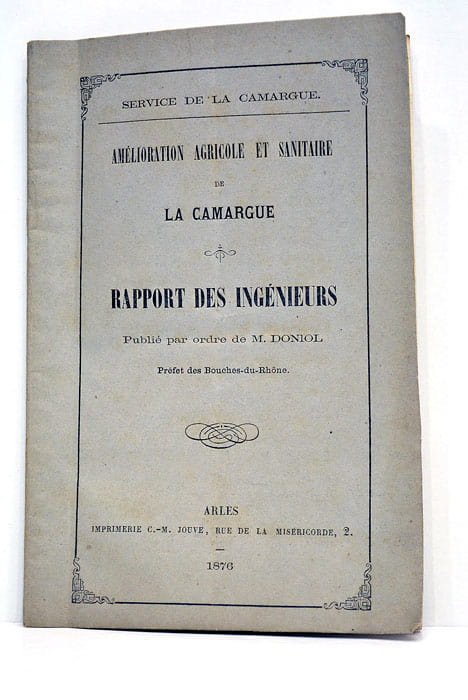 SERVICE DE LA CAMARGUE.
AMÉLIORATION AGRICOLE ET SANITAIRE
DE
LA CAMARGUE
RAPPORT DES INGÉNIEURS
Publié par ordre de M. DONIOL
Préfet des Bouches-du-Rhône.
ARLES
IMPRIMERIE C.-M. JOUVE, RUE DE LA MISÉRICORDE, 2.
1876